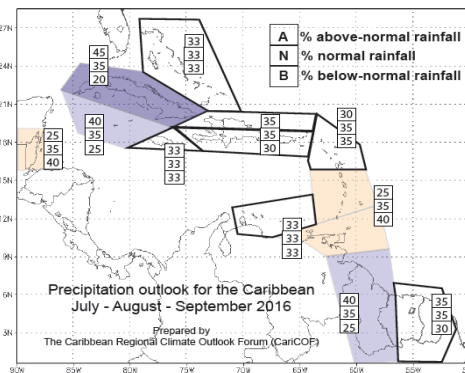 A % above-normal rainfall
N % normal rainfall
B % below-normal rainfall
27N
24N
21N
18N
15N
12N
9N
6N
3N
45
35
20
33
33
33
40
35
25
25
35
40
33
33
33
35
35
30
30
35
35
25
35
40
33
33
33
40
35
25
35
35
30
Precipitation outlook for the Caribbean
July - August - September 2016
Prepared by
The Caribbean Regional Climate Outlook Forum (CariCOF)
90W 85W 80W 75W 70W 65W 60W 55W